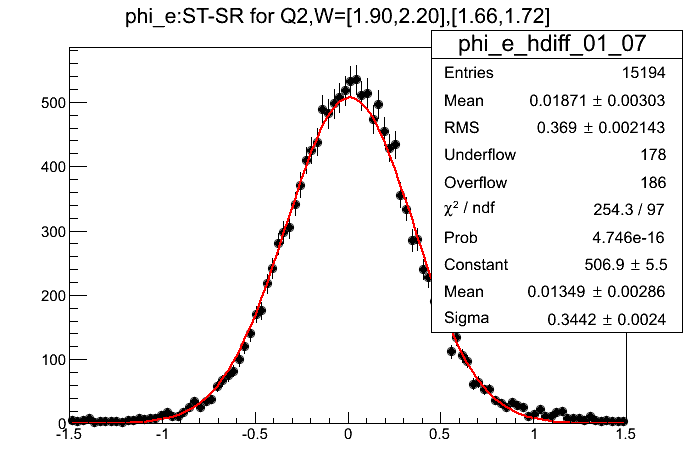 phi_e:ST-SR for Q2,W=[1.90,2.20],[1.66,1.72]
phi_e_hdiff_01_07
Entries 15194
Mean 0.01871 ± 0.00303
RMS 0.369 ± 0.002143
Underflow 178
Overflow 186
χ² / ndf 254.3 / 97
Prob 4.746e-16
Constant 506.9 ± 5.5
Mean 0.01349 ± 0.00286
Sigma 0.3442 ± 0.0024
500
400
300
200
100
0
-1.5 -1 -0.5 0 0.5 1 1.5